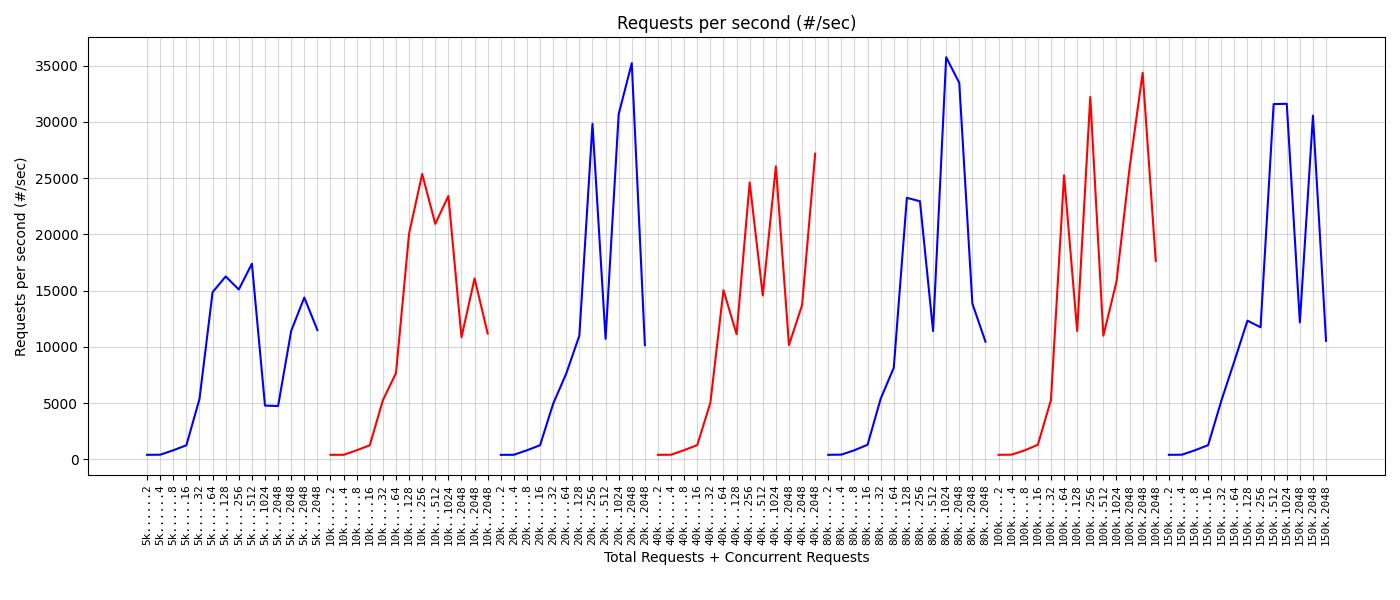 Requests per second (#/sec)
Requests per second (#/sec)
35000
30000
25000
20000
15000
10000
5000
0
5k......2
5k......4
5k......8
5k.....16
5k.....32
5k.....64
5k....128
5k....256
5k....512
5k...1024
5k...2048
5k...2048
5k...2048
5k...2048
10k.....2
10k.....4
10k.....8
10k....16
10k....32
10k....64
10k...128
10k...256
10k...512
10k..1024
10k..2048
10k..2048
10k..2048
20k.....2
20k.....4
20k.....8
20k....16
20k....32
20k....64
20k...128
20k...256
20k...512
20k..1024
20k..2048
20k..2048
40k.....2
40k.....4
40k.....8
40k....16
40k....32
40k....64
40k...128
40k...256
40k...512
40k..1024
40k..2048
40k..2048
40k..2048
80k.....2
80k.....4
80k.....8
80k....16
80k....32
80k....64
80k...128
80k...256
80k...512
80k..1024
80k..2048
80k..2048
80k..2048
100k....2
100k....4
100k....8
100k...16
100k...32
100k...64
100k..128
100k..256
100k..512
100k.1024
100k.2048
100k.2048
100k.2048
150k....2
150k....4
150k....8
150k...16
150k...32
150k...64
150k..128
150k..256
150k..512
150k.1024
150k.2048
150k.2048
150k.2048
Total Requests + Concurrent Requests